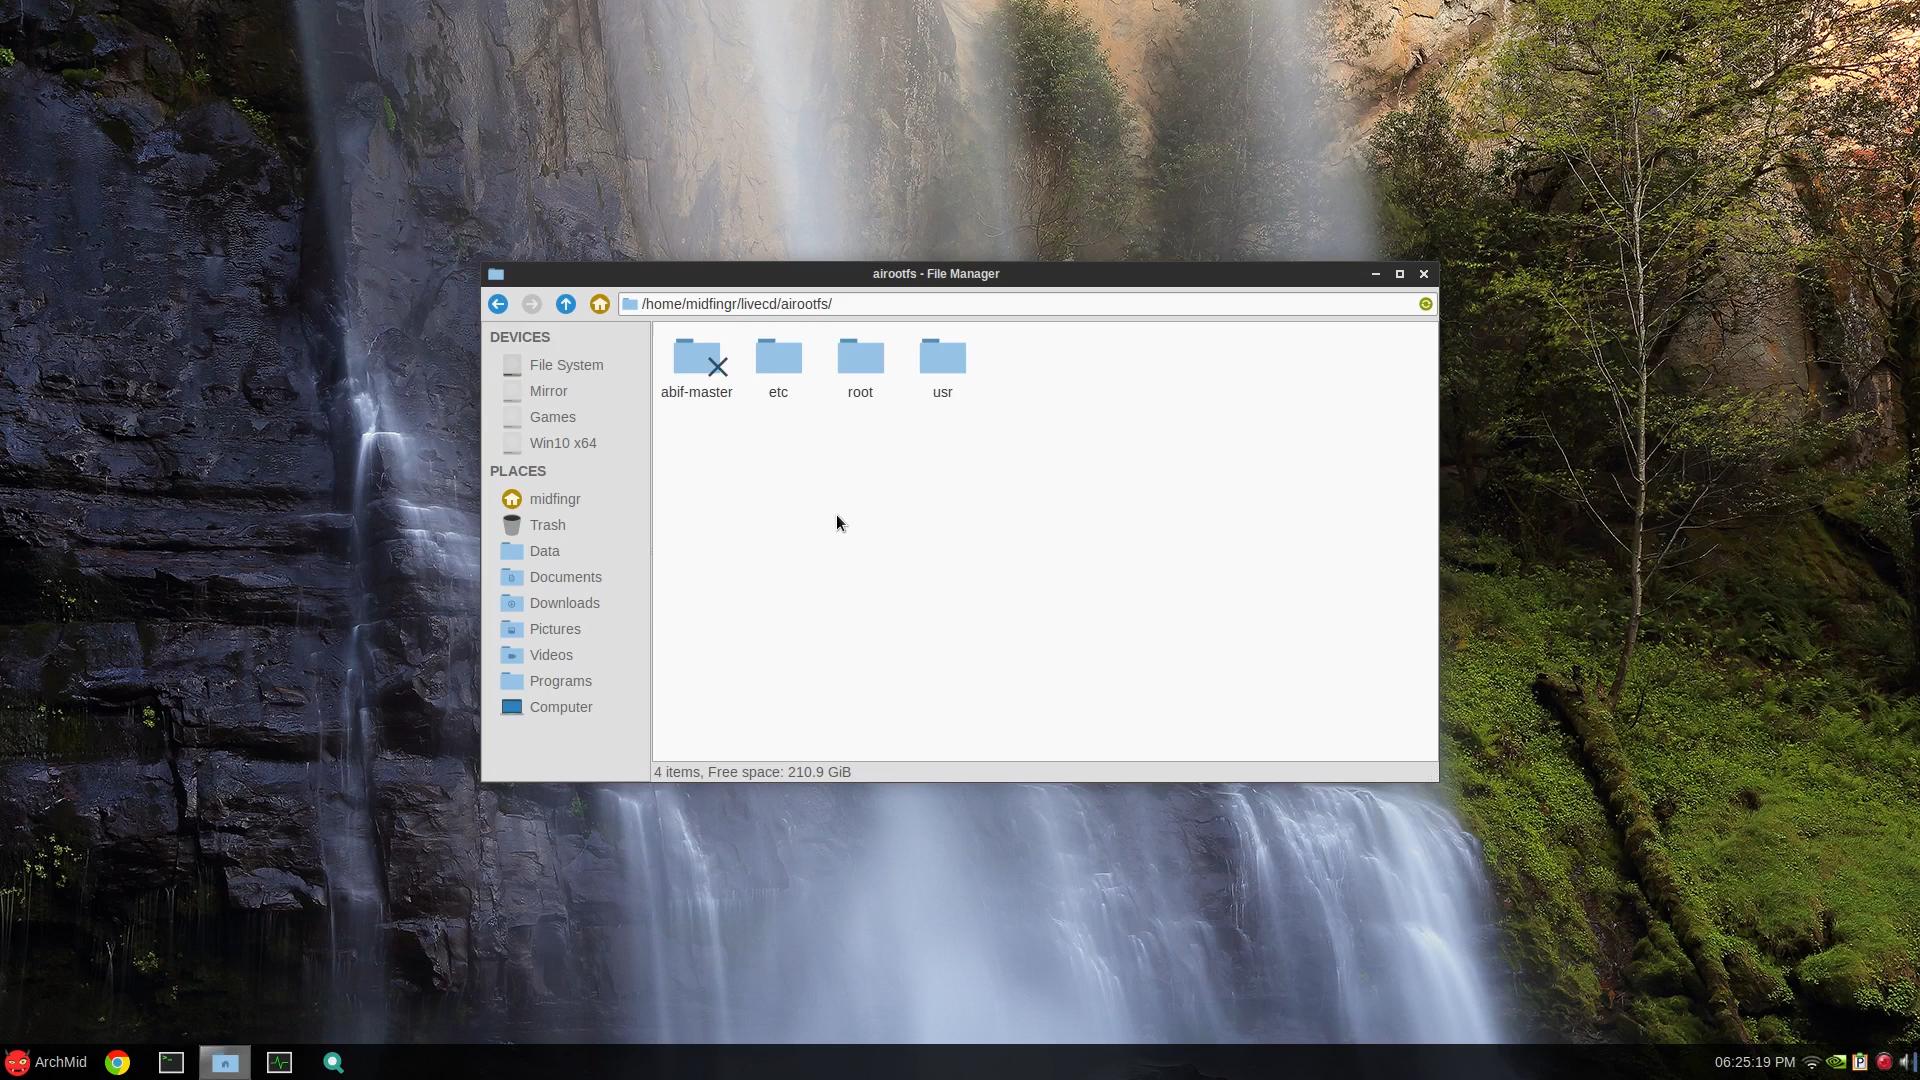 airootfs - File Manager
/home/midfingr/livecd/airootfs/
DEVICES
File System
Mirror
Games
Win10 x64
PLACES
midfingr
Trash
Data
Documents
Downloads
Pictures
Videos
Programs
Computer
abif-master etc root usr
4 items, Free space: 210.9 GiB
ArchMid
06:25:19 PM
P